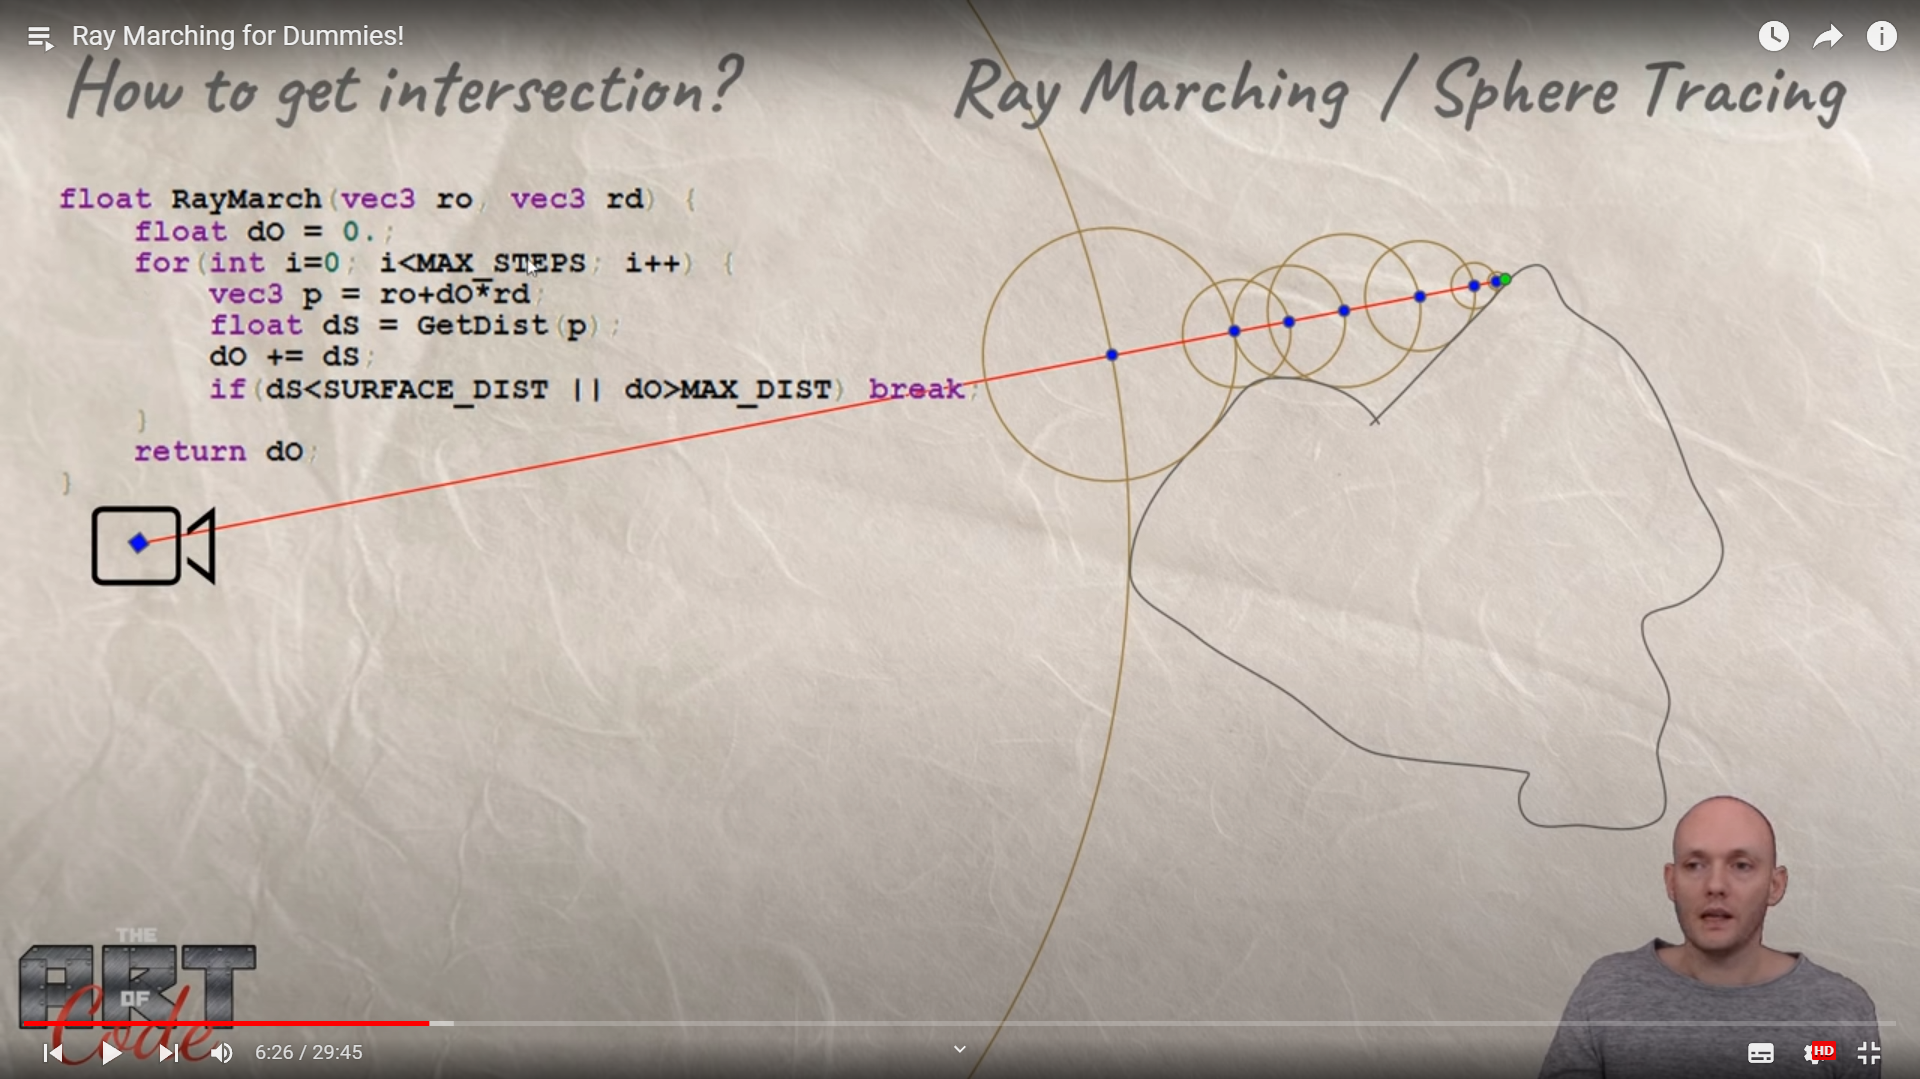 Ray Marching for Dummies!
How to get intersection?
Ray Marching / Sphere Tracing
float RayMarch(vec3 ro, vec3 rd) {
float dO = 0.;
for(int i=0; i<MAX_STEPS; i++) {
vec3 p = ro+dO*rd;
float dS = GetDist(p);
dO += dS;
if(dS<SURFACE_DIST || dO>MAX_DIST) break;
}
return dO;
}
THE
ART
OF
Code
6:26 / 29:45
HD